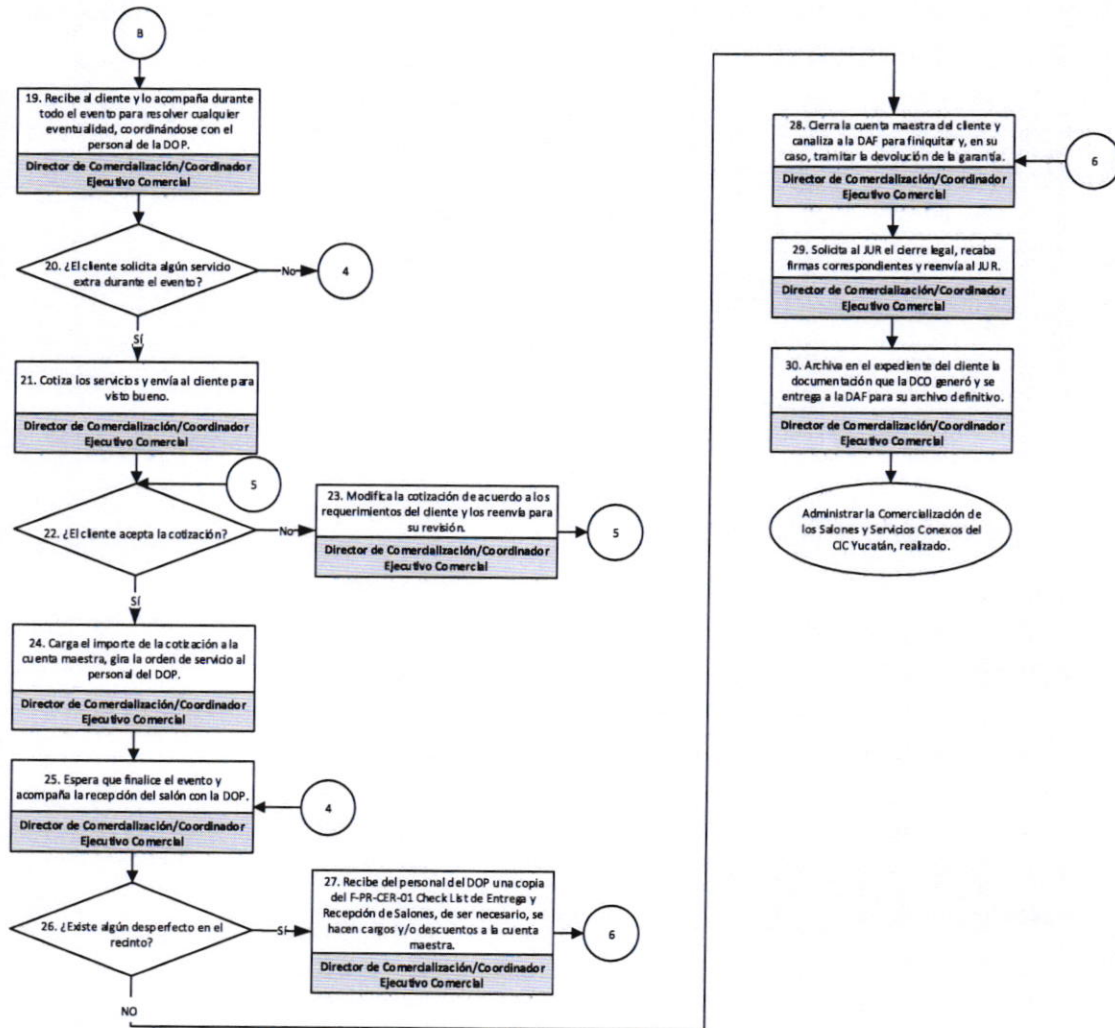 B
19. Recibe al cliente y lo acompaña durante
todo el evento para resolver cualquier
eventualidad, coordinándose con el
personal de la DOP.
Director de Comercialización/Coordinador
Ejecutivo Comercial
20. ¿El cliente solicita algún servicio
extra durante el evento?
No
4
Sí
21. Cotiza los servicios y envía al cliente para
visto bueno.
Director de Comercialización/Coordinador
Ejecutivo Comercial
5
22. ¿El cliente acepta la cotización?
No
23. Modifica la cotización de acuerdo a los
requerimientos del cliente y los reenvía para
su revisión.
Director de Comercialización/Coordinador
Ejecutivo Comercial
5
Sí
24. Carga el importe de la cotización a la
cuenta maestra, gira la orden de servicio al
personal del DOP.
Director de Comercialización/Coordinador
Ejecutivo Comercial
25. Espera que finalice el evento y
acompaña la recepción del salón con la DOP.
Director de Comercialización/Coordinador
Ejecutivo Comercial
4
26. ¿Existe algún desperfecto en el
recinto?
Sí
27. Recibe del personal del DOP una copia
del F-PR-CER-01 Check List de Entrega y
Recepción de Salones, de ser necesario, se
hacen cargos y/o descuentos a la cuenta
maestra.
Director de Comercialización/Coordinador
Ejecutivo Comercial
6
NO
28. Cierra la cuenta maestra del cliente y
canaliza a la DAF para finiquitar y, en su
caso, tramitar la devolución de la garantía.
Director de Comercialización/Coordinador
Ejecutivo Comercial
6
29. Solicita al JUR el cierre legal, recaba
firmas correspondientes y reenvía al JUR.
Director de Comercialización/Coordinador
Ejecutivo Comercial
30. Archiva en el expediente del cliente la
documentación que la DCO generó y se
entrega a la DAF para su archivo definitivo.
Director de Comercialización/Coordinador
Ejecutivo Comercial
Administrar la Comercialización de
los Salones y Servicios Conexos del
CIC Yucatán, realizado.